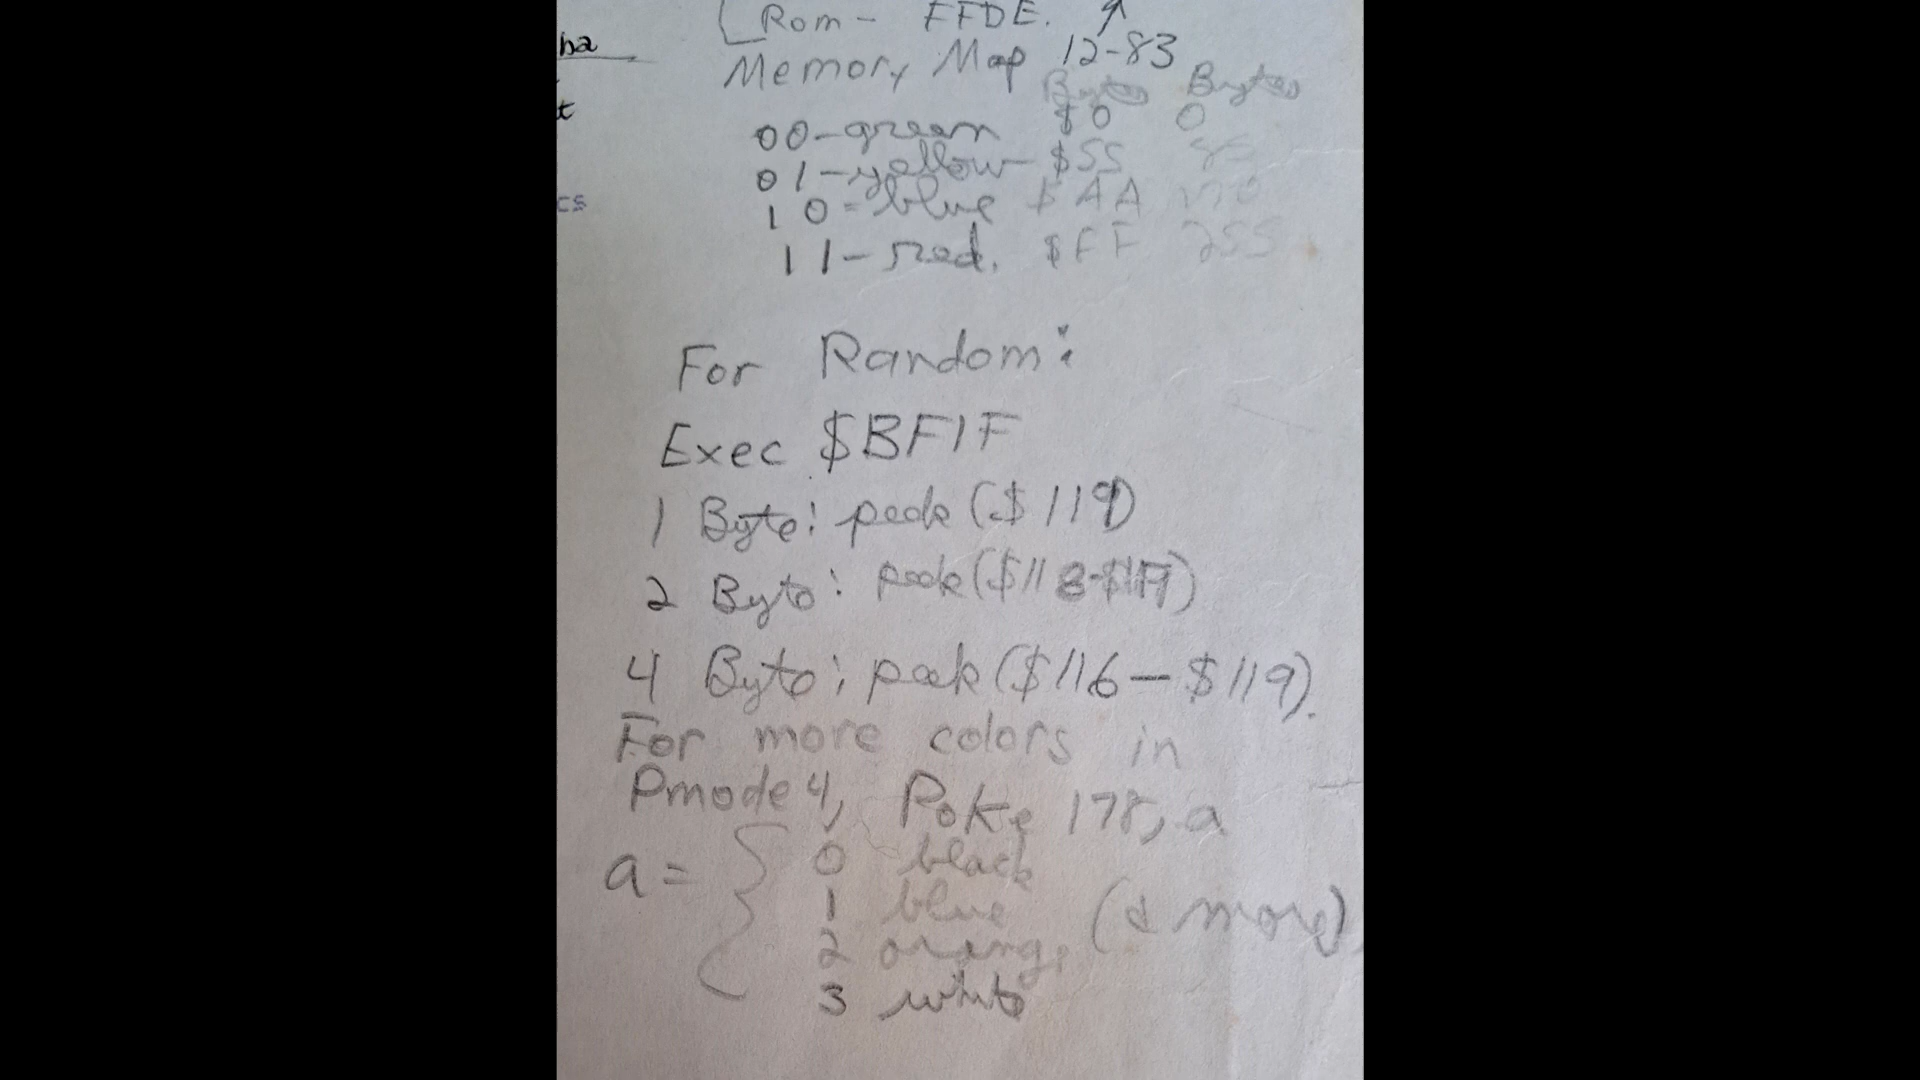 Rom - FFDE.
ha
Memory Map 12-83
Bytes Bytes
t
00-green $0 0
01-yellow- $55 85
cs
10-blue $AA 170
11-red. $FF 255
For Random:
Exec $BF1F
1 Byte: peek ($119)
2 Byte: peek ($118-$119)
4 Byte: peek ($116-$119).
For more colors in
Pmode 4, Poke 178, a
a = { 0 black
1 blue (& more)
2 orange
3 white